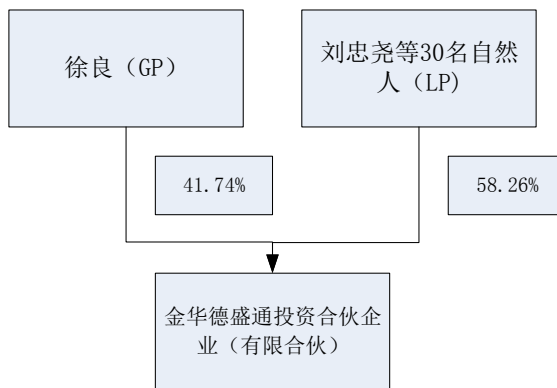 徐良（GP）
刘忠尧等30名自然
人（LP)
41.74%
58.26%
金华德盛通投资合伙企
业（有限合伙）